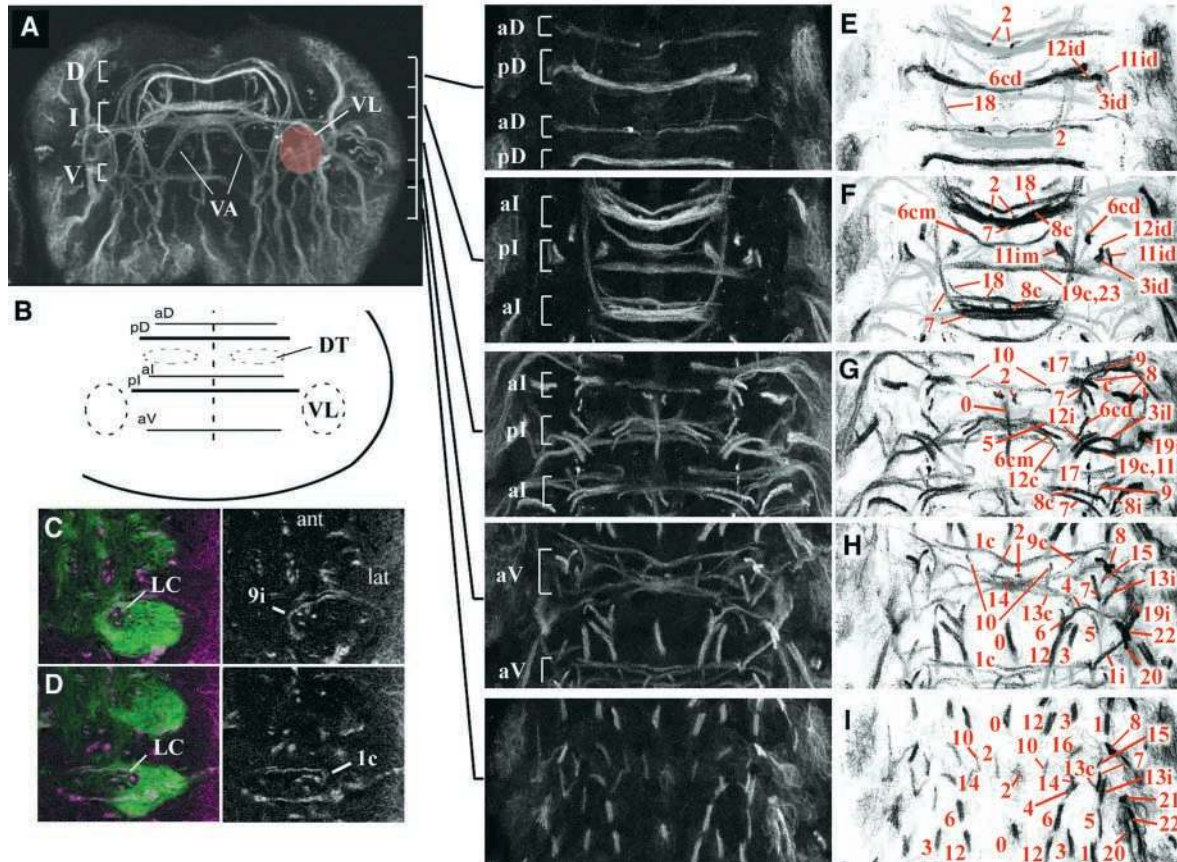 A
D
I
V
VL
VA
B
aD
pD
DT
aI
pI
VL
aV
C
LC
ant
lat
9i
D
LC
1c
aD
pD
aD
pD
aI
pI
aI
aI
pI
aI
aV
aV
E
2
12id
11id
6cd
3id
18
2
F
2 18
6cm
7
8c
6cd
12id
11im
11id
18
8c
19c,23
3id
7
G
10
17
9
2
c
8
7
0
12i
6cd
3il
5
19i
6cm
19c,11
12c
17
9
8c
7
8i
H
1c
2
9c
8
15
4
7
13i
14
13c
19i
10
6
5
22
0
1c
12
3
1i
20
I
0
12
3
1
8
10
2
10
16
15
14
13c
7
2
14
13i
4
21
6
6
5
22
3
12
0
3
12
1
20